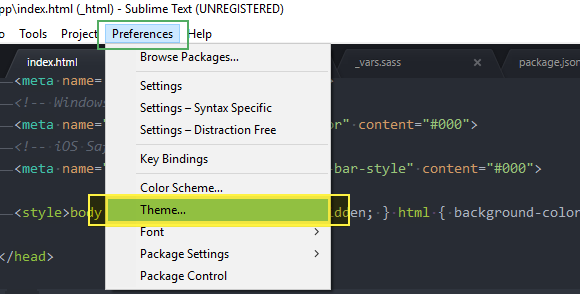 pp\index.html (_html) - Sublime Text (UNREGISTERED)
Tools Project Preferences Help
index.html _vars.sass package.json
Browse Packages...
Settings
Settings – Syntax Specific
Settings – Distraction Free
Key Bindings
Color Scheme...
Theme...
Font
Package Settings
Package Control
<meta name=
<!-- Windows
<meta name=" or" content="#000">
<!-- iOS Sa
<meta name=" -bar-style" content="#000">
<style>body dden; } html { background-color
</head>